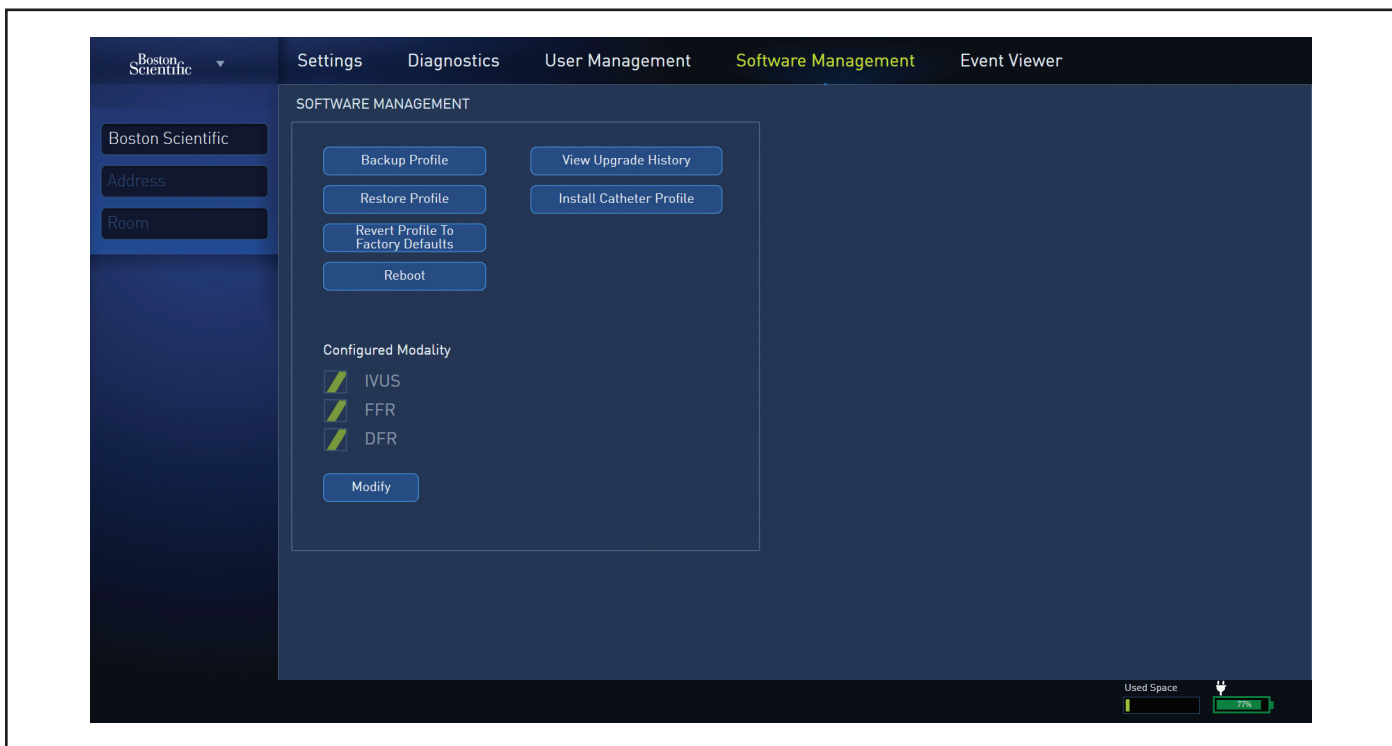 Boston
Scientific
Settings Diagnostics User Management Software Management Event Viewer
SOFTWARE MANAGEMENT
Boston Scientific
Address
Room
Backup Profile View Upgrade History
Restore Profile Install Catheter Profile
Revert Profile To
Factory Defaults
Reboot
Configured Modality
IVUS
FFR
DFR
Modify
Used Space
77%